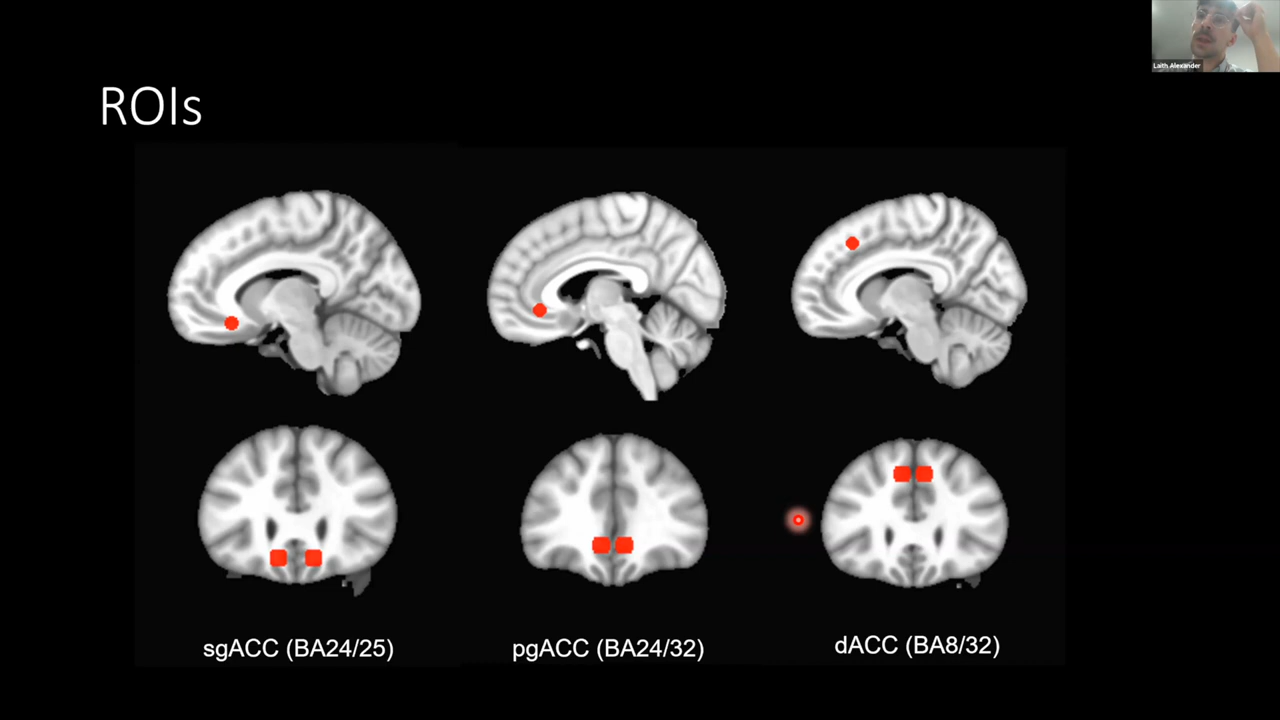 Laith Alexander
ROIs
sgACC (BA24/25)
pgACC (BA24/32)
dACC (BA8/32)